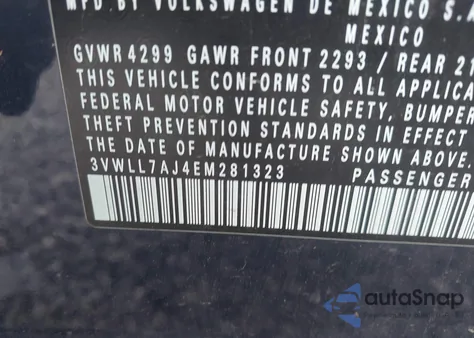 MFD BY VOLKSWAGEN DE MEXICO S.A
MEXICO
GVWR 4299 GAWR FRONT 2293 / REAR 21
THIS VEHICLE CONFORMS TO ALL APPLICA
FEDERAL MOTOR VEHICLE SAFETY, BUMPER
THEFT PREVENTION STANDARDS IN EFFECT
THE DATE OF MANUFACTURE SHOWN ABOVE.
3VWLL7AJ4EM281323 PASSENGER
autoSnap